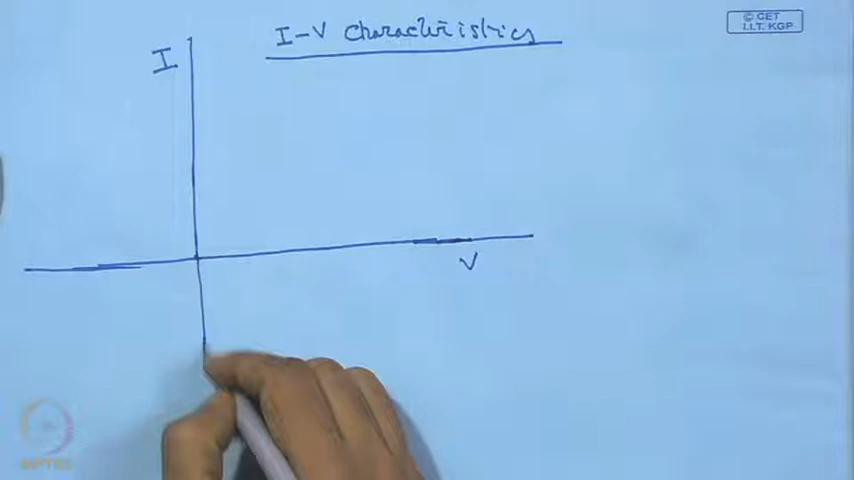 I-V Characteristics
© CET
I.I.T. KGP
I
V
NPTEL